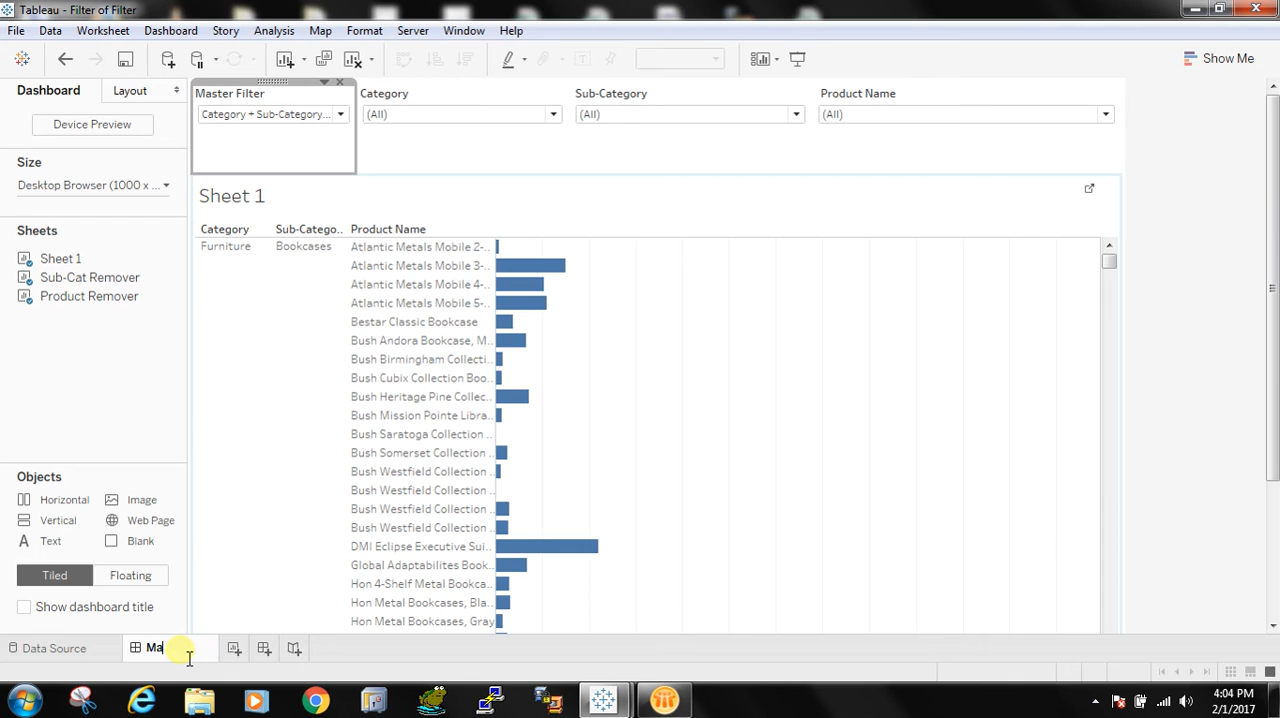 Tableau - Filter of Filter
File Data Worksheet Dashboard Story Analysis Map Format Server Window Help
Show Me
Dashboard Layout
Device Preview
Size
Desktop Browser (1000 x ...
Sheets
Sheet 1
Sub-Cat Remover
Product Remover
Objects
Horizontal Image
Vertical Web Page
A Text Blank
Tiled Floating
Show dashboard title
Master Filter Category Sub-Category Product Name
Category + Sub-Category... (All) (All) (All)
Sheet 1
Category Sub-Catego.. Product Name
Furniture Bookcases Atlantic Metals Mobile 2-..
Atlantic Metals Mobile 3-..
Atlantic Metals Mobile 4-..
Atlantic Metals Mobile 5-..
Bestar Classic Bookcase
Bush Andora Bookcase, M..
Bush Birmingham Collecti..
Bush Cubix Collection Boo..
Bush Heritage Pine Collec..
Bush Mission Pointe Libra..
Bush Saratoga Collection ..
Bush Somerset Collection ..
Bush Westfield Collection ..
Bush Westfield Collection ..
Bush Westfield Collection ..
Bush Westfield Collection ..
DMI Eclipse Executive Sui..
Global Adaptabilites Book..
Hon 4-Shelf Metal Bookca..
Hon Metal Bookcases, Bla..
Hon Metal Bookcases, Gray
Data Source Ma
4:04 PM
2/1/2017